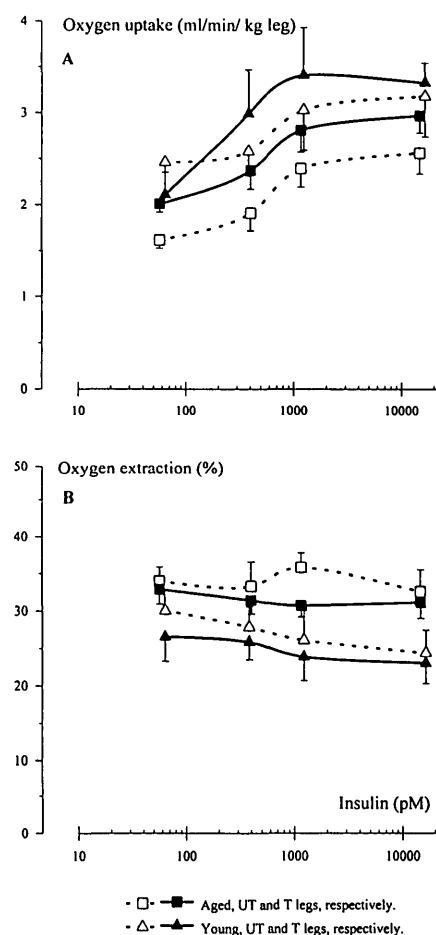 Oxygen uptake (ml/min/ kg leg)
A
4
3
2
1
0
10 100 1000 10000
Oxygen extraction (%)
B
50
40
30
20
10
0
Insulin (pM)
10 100 1000 10000
Aged, UT and T legs, respectively.
Young, UT and T legs, respectively.